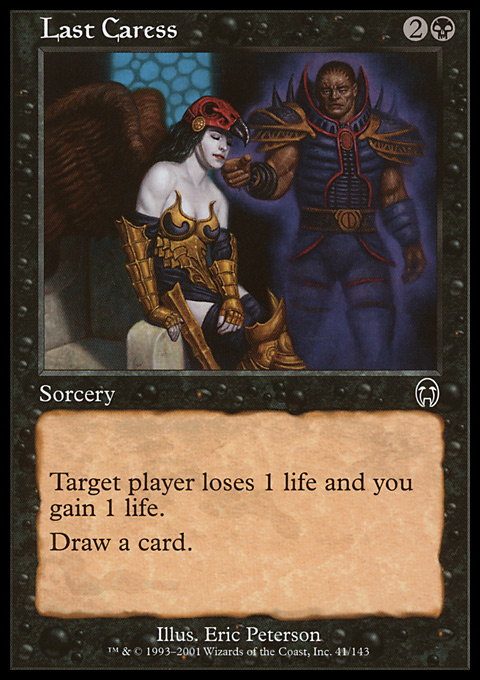 Last Caress 2
Sorcery
Target player loses 1 life and you
gain 1 life.
Draw a card.
Illus. Eric Peterson
™ & © 1993–2001 Wizards of the Coast, Inc. 41/143